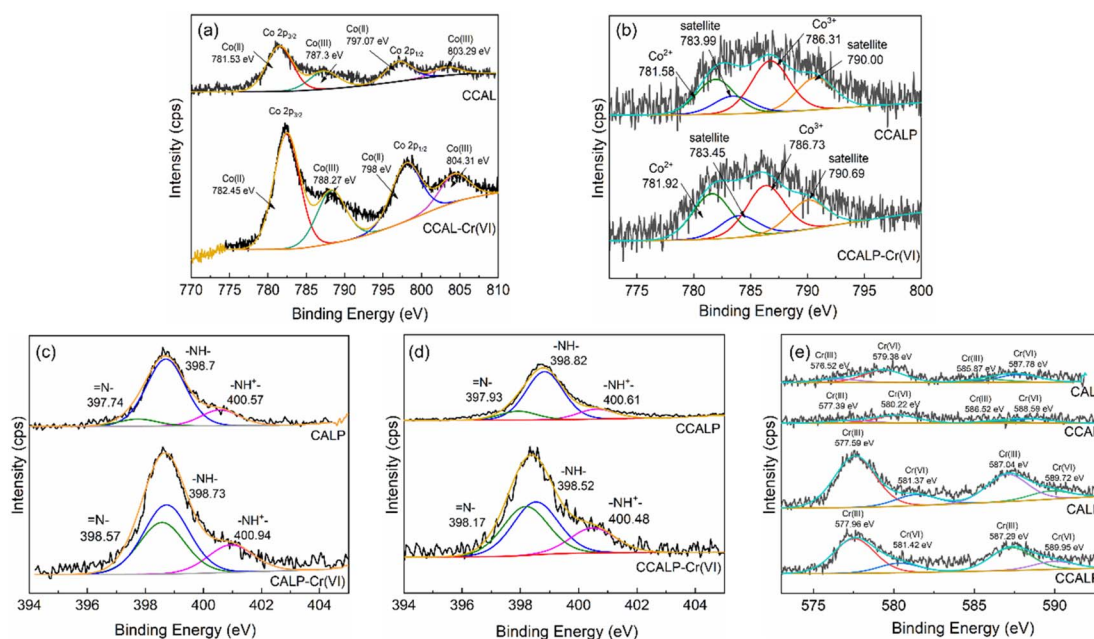 (a)
Co 2p3/2
Co(II)
781.53 eV
Co(III)
787.3 eV
Co(II)
797.07 eV
Co 2p1/2
Co(III)
803.29 eV
CCAL
Co 2p3/2
Co(II)
782.45 eV
Co(III)
788.27 eV
Co(II)
798 eV
Co 2p1/2
Co(III)
804.31 eV
CCAL-Cr(VI)
Intensity (cps)
770 775 780 785 790 795 800 805 810
Binding Energy (eV)
(b)
Co2+
781.58
satellite
783.99
Co3+
786.31
satellite
790.00
CCALP
Co2+
781.92
satellite
783.45
Co3+
786.73
satellite
790.69
CCALP-Cr(VI)
Intensity (cps)
775 780 785 790 795 800
Binding Energy (eV)
(c)
=N-
397.74
-NH-
398.7
-NH+-
400.57
CALP
=N-
398.57
-NH-
398.73
-NH+-
400.94
CALP-Cr(VI)
Intensity (cps)
394 396 398 400 402 404
Binding Energy (eV)
(d)
=N-
397.93
-NH-
398.82
-NH+-
400.61
CCALP
=N-
398.17
-NH-
398.52
-NH+-
400.48
CCALP-Cr(VI)
Intensity (cps)
394 396 398 400 402 404
Binding Energy (eV)
(e)
Cr(III)
576.52 eV
Cr(VI)
579.38 eV
Cr(III)
585.87 eV
Cr(VI)
587.78 eV
CAL
Cr(III)
577.39 eV
Cr(VI)
580.22 eV
Cr(III)
586.52 eV
Cr(VI)
588.59 eV
CCAL
Cr(III)
577.59 eV
Cr(VI)
581.37 eV
Cr(III)
587.04 eV
Cr(VI)
589.72 eV
CALP
Cr(III)
577.96 eV
Cr(VI)
581.42 eV
Cr(III)
587.29 eV
Cr(VI)
589.95 eV
CCALP
Intensity (cps)
575 580 585 590
Binding Energy (eV)